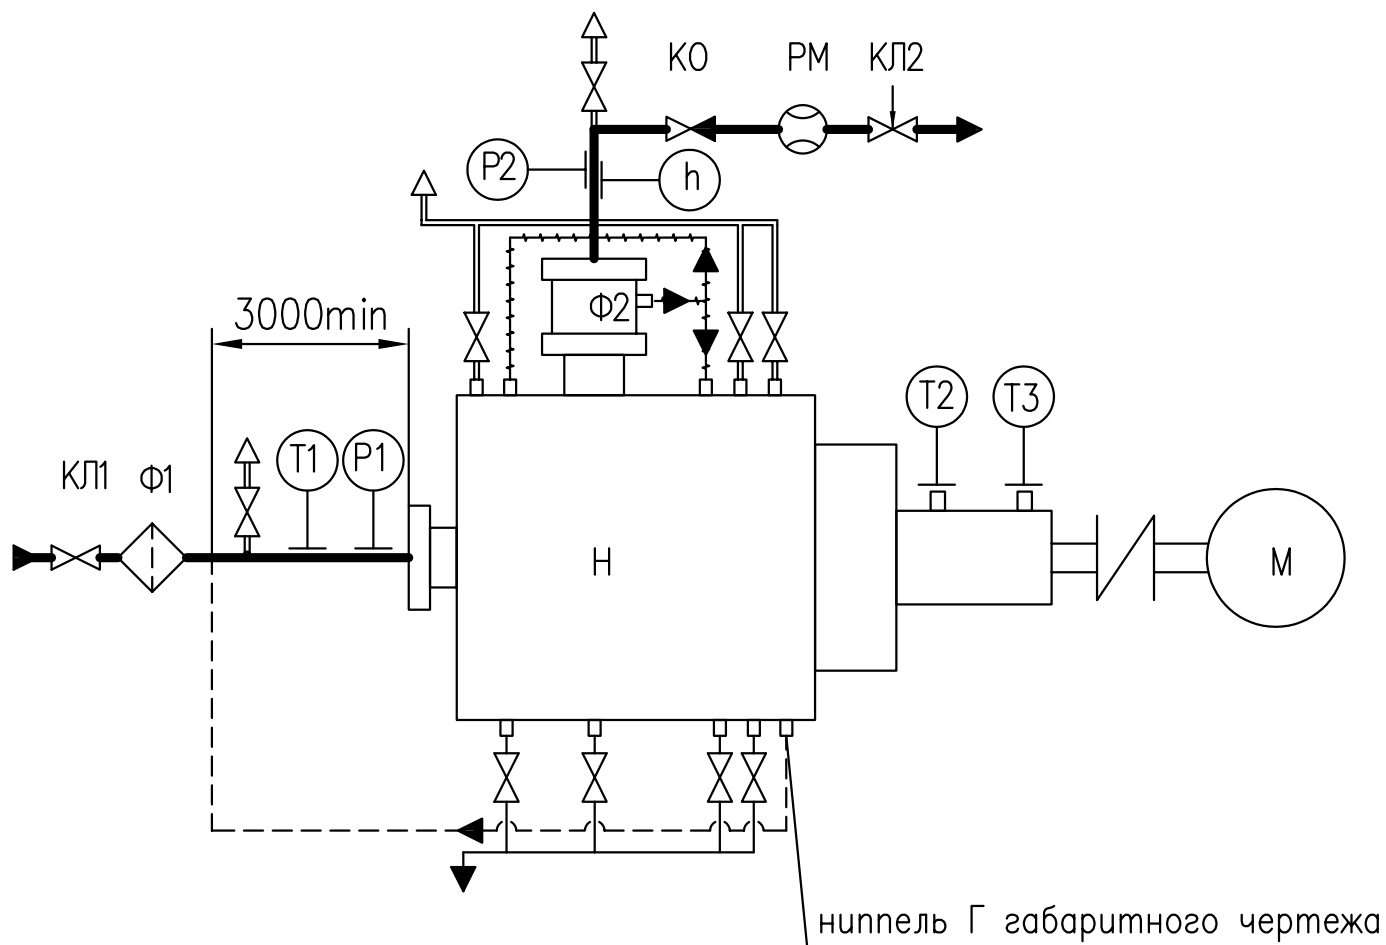 КО РМ КЛ2
Р2 h
Ф2
3000min
КЛ1 Ф1 Т1 Р1
Т2 Т3
Н М
ниппель Г габаритного чертежа